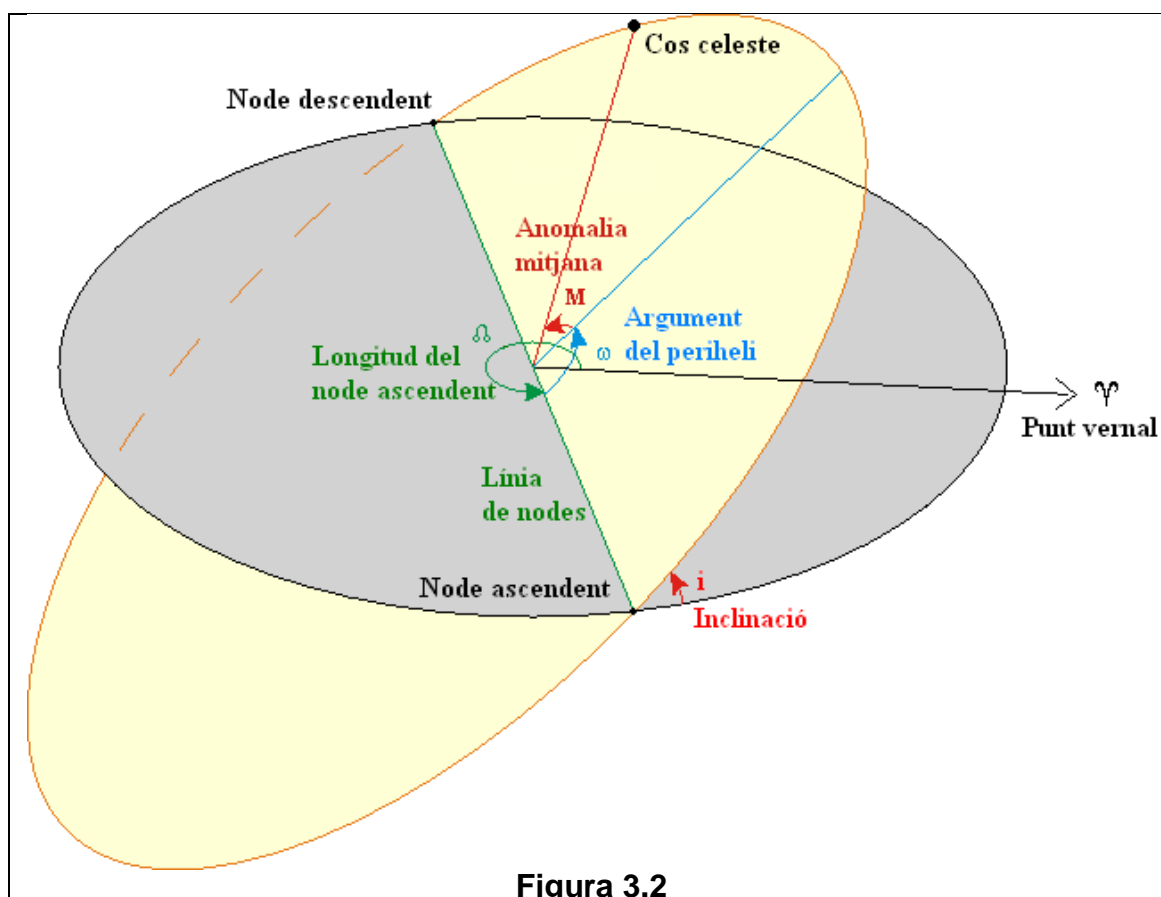 Cos celeste
Node descendent
Anomalia
mitjana
M
Argument
del periheli
ω
☊
Longitud del
node ascendent
♈
Punt vernal
Línia
de nodes
Node ascendent
i
Inclinació
Figura 3.2